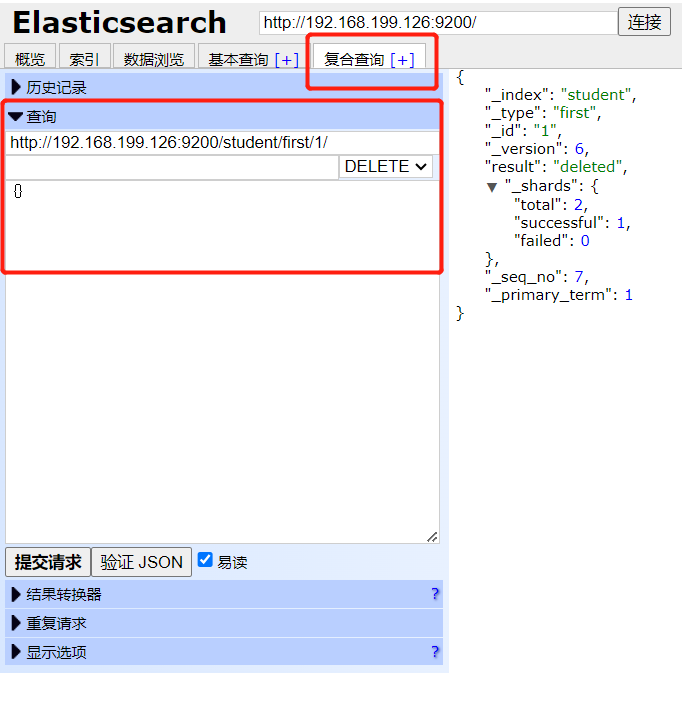 Elasticsearch
http://192.168.199.126:9200/
连接
概览
索引
数据浏览
基本查询 [+]
复合查询 [+]
历史记录
查询
http://192.168.199.126:9200/student/first/1/
DELETE
{}
提交请求
验证 JSON
易读
结果转换器
?
重复请求
显示选项
?
{
"_index": "student",
"_type": "first",
"_id": "1",
"_version": 6,
"result": "deleted",
▼ "_shards": {
"total": 2,
"successful": 1,
"failed": 0
},
"_seq_no": 7,
"_primary_term": 1
}